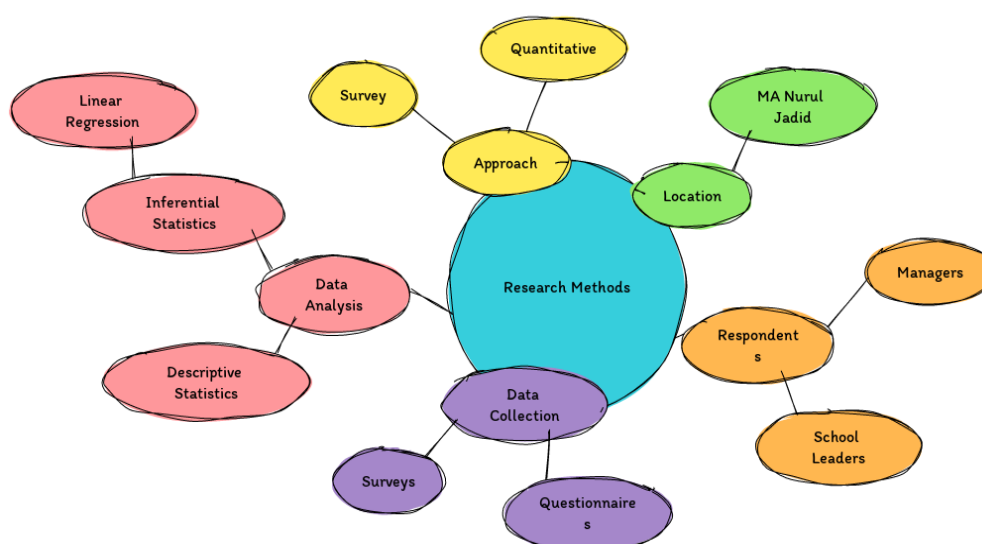 Quantitative
Survey
Approach
MA Nurul
Jadid
Location
Linear
Regression
Inferential
Statistics
Data
Analysis
Descriptive
Statistics
Research Methods
Managers
Respondent
s
School
Leaders
Data
Collection
Surveys
Questionnaire
s